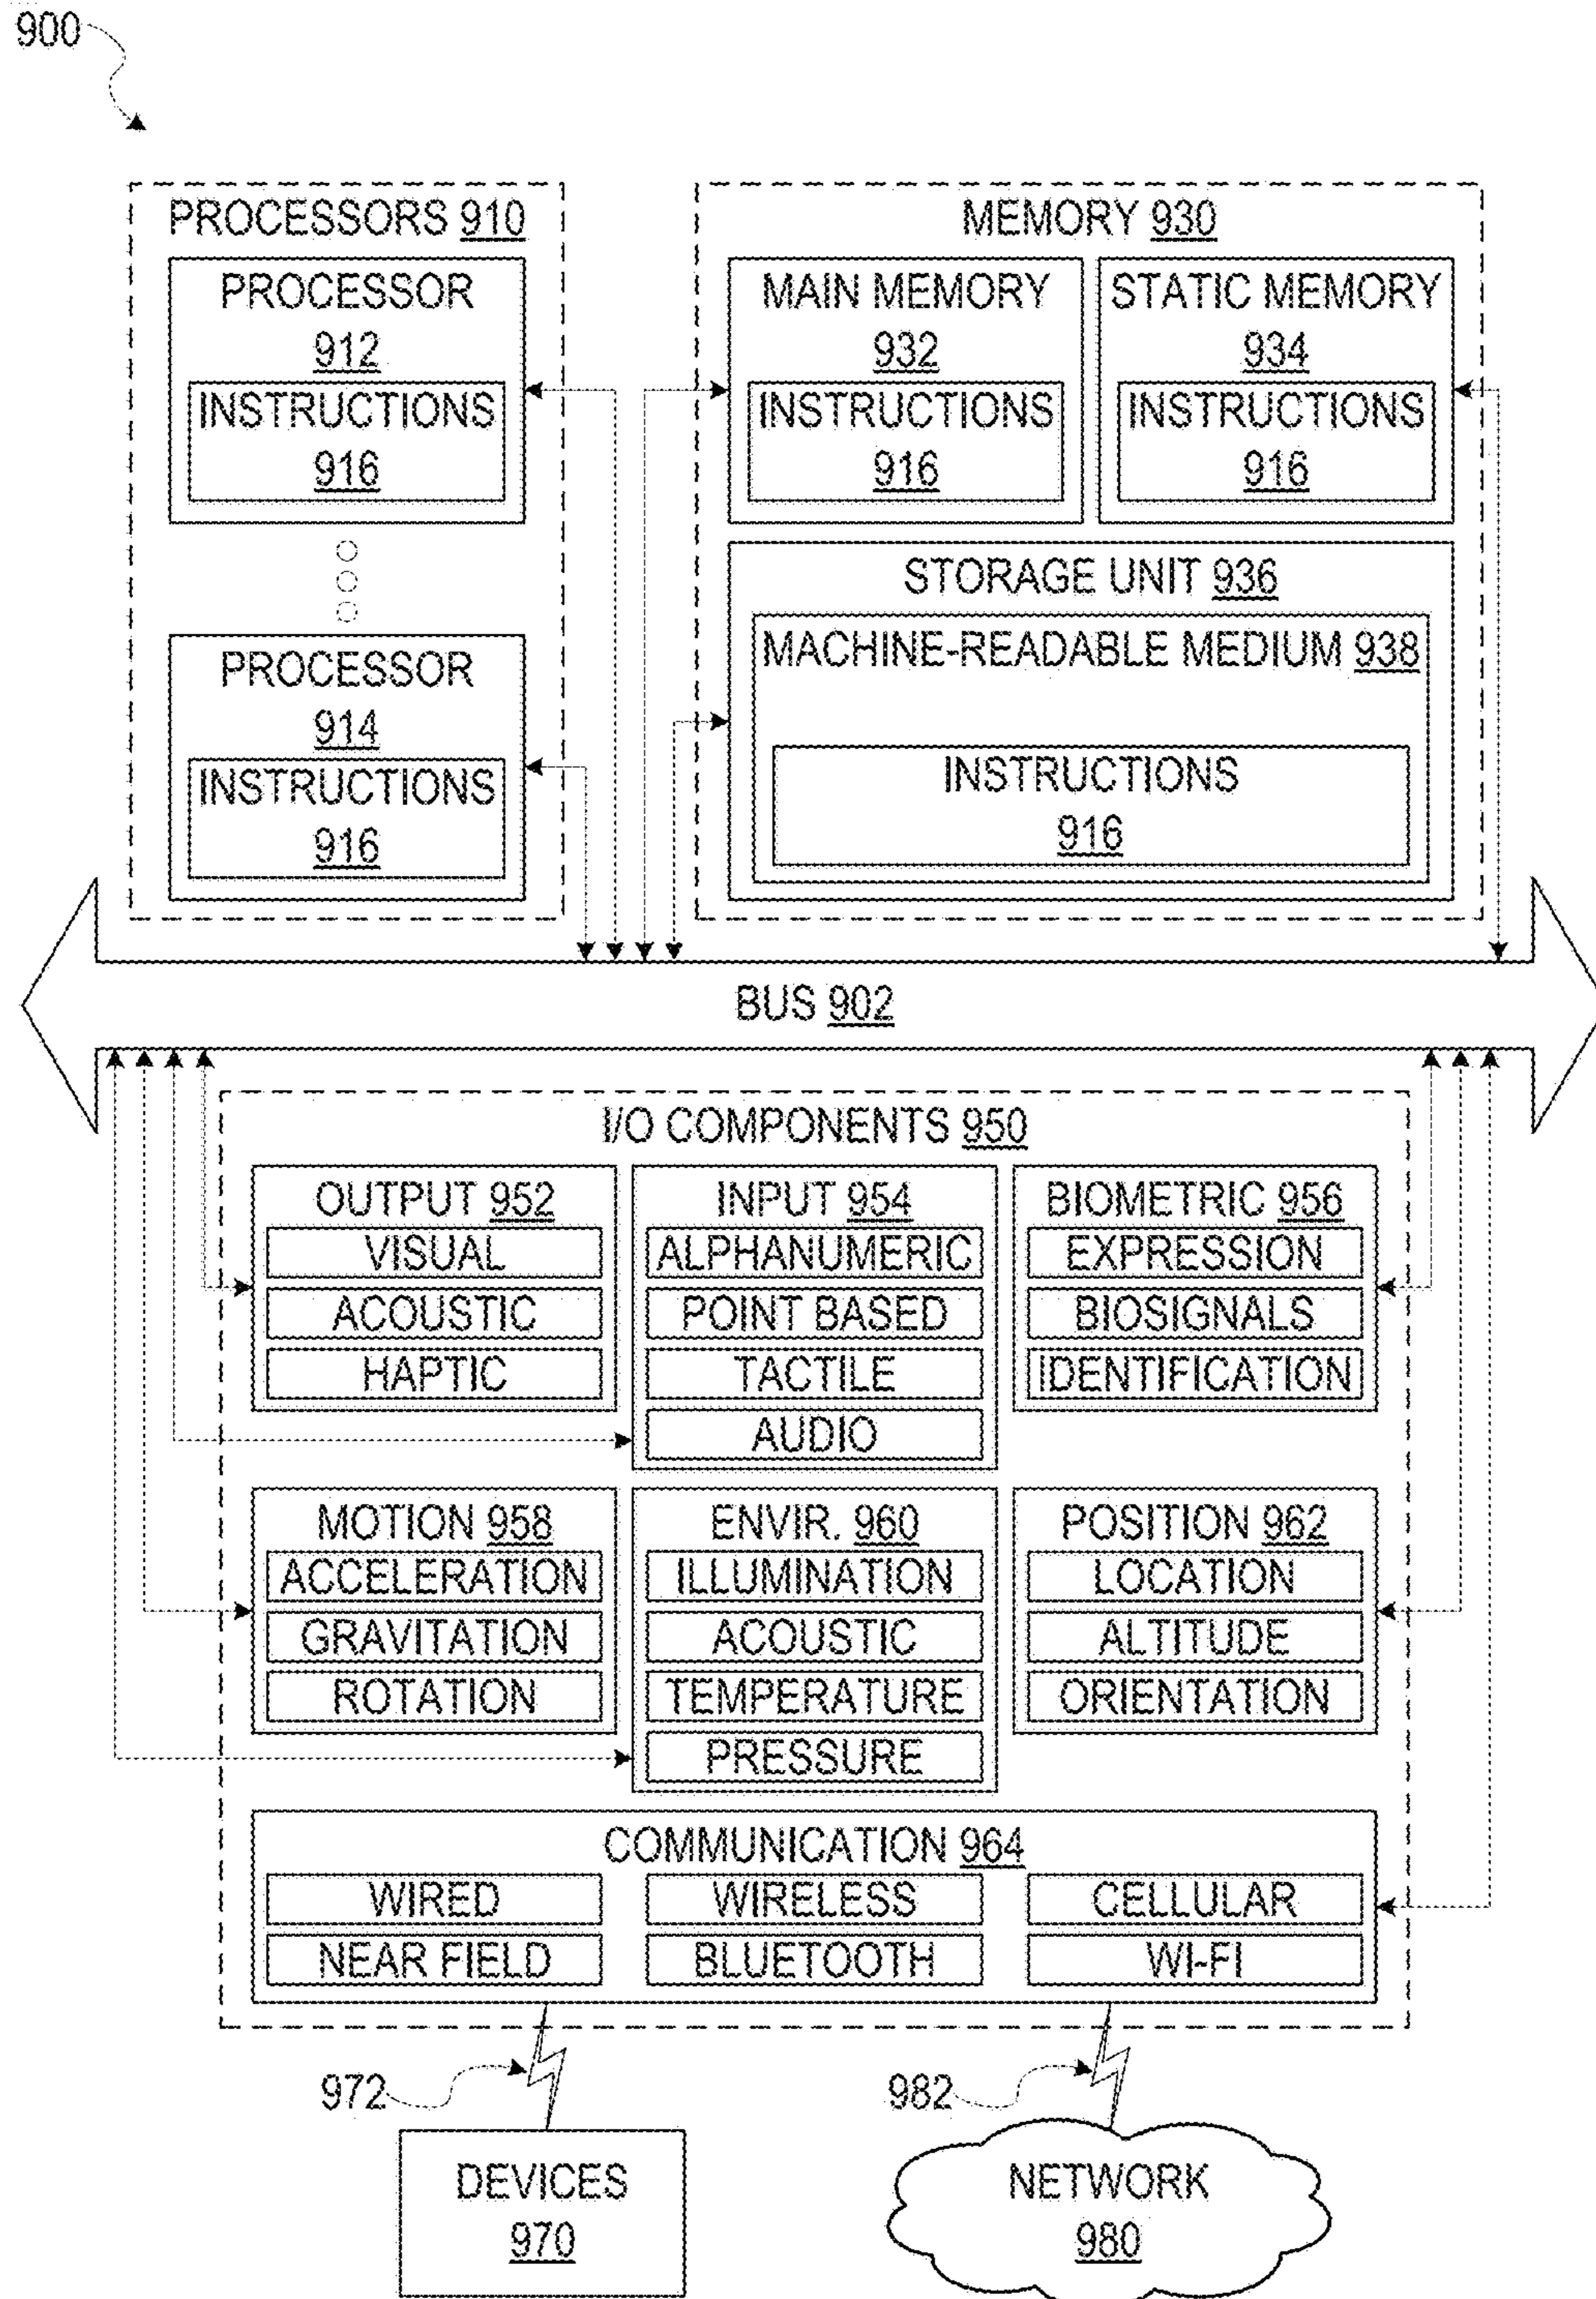 900
PROCESSORS 910
PROCESSOR
912
INSTRUCTIONS
916
PROCESSOR
914
INSTRUCTIONS
916
MEMORY 930
MAIN MEMORY
932
INSTRUCTIONS
916
STATIC MEMORY
934
INSTRUCTIONS
916
STORAGE UNIT 936
MACHINE-READABLE MEDIUM 938
INSTRUCTIONS
916
BUS 902
I/O COMPONENTS 950
OUTPUT 952
VISUAL
ACOUSTIC
HAPTIC
INPUT 954
ALPHANUMERIC
POINT BASED
TACTILE
AUDIO
BIOMETRIC 956
EXPRESSION
BIOSIGNALS
IDENTIFICATION
MOTION 958
ACCELERATION
GRAVITATION
ROTATION
ENVIR. 960
ILLUMINATION
ACOUSTIC
TEMPERATURE
PRESSURE
POSITION 962
LOCATION
ALTITUDE
ORIENTATION
COMMUNICATION 964
WIRED
WIRELESS
CELLULAR
NEAR FIELD
BLUETOOTH
WI-FI
972
982
DEVICES
970
NETWORK
980